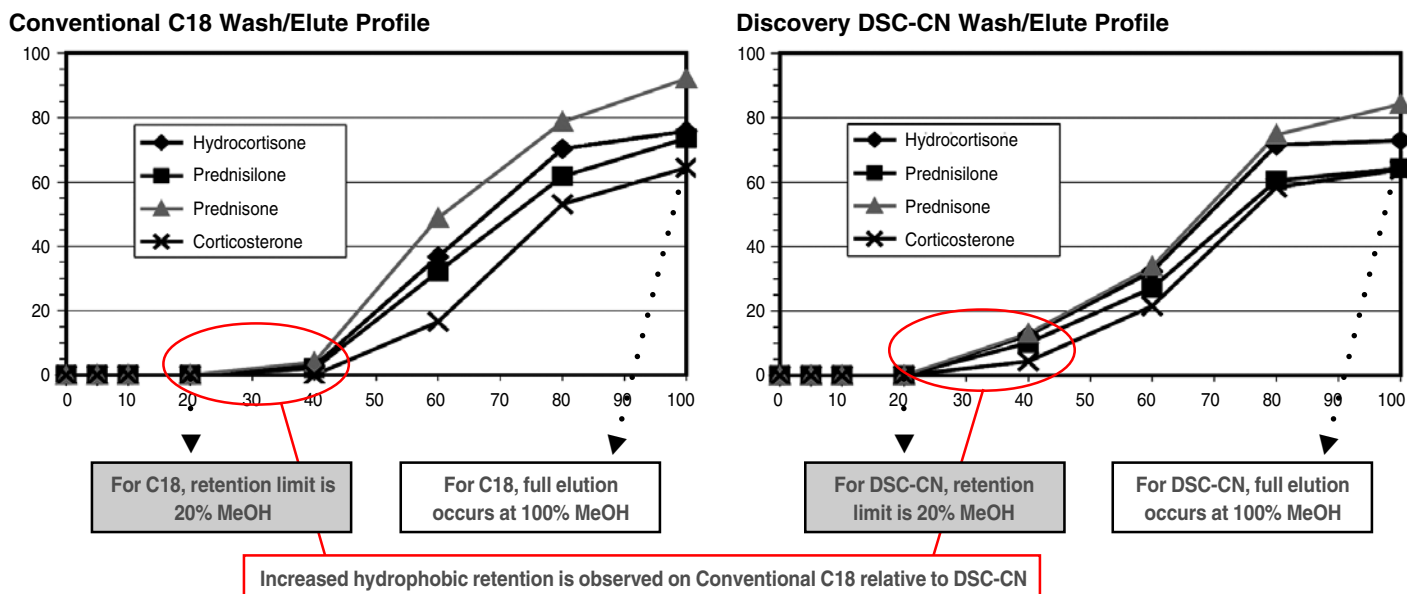 Conventional C18 Wash/Elute Profile
100
80
60
40
20
0
Hydrocortisone
Prednisilone
Prednisone
Corticosterone
0 10 20 30 40 50 60 70 80 90 100
For C18, retention limit is
20% MeOH
For C18, full elution
occurs at 100% MeOH
Discovery DSC-CN Wash/Elute Profile
100
80
60
40
20
0
Hydrocortisone
Prednisilone
Prednisone
Corticosterone
0 10 20 30 40 50 60 70 80 90 100
For DSC-CN, retention
limit is 20% MeOH
For DSC-CN, full elution
occurs at 100% MeOH
Increased hydrophobic retention is observed on Conventional C18 relative to DSC-CN